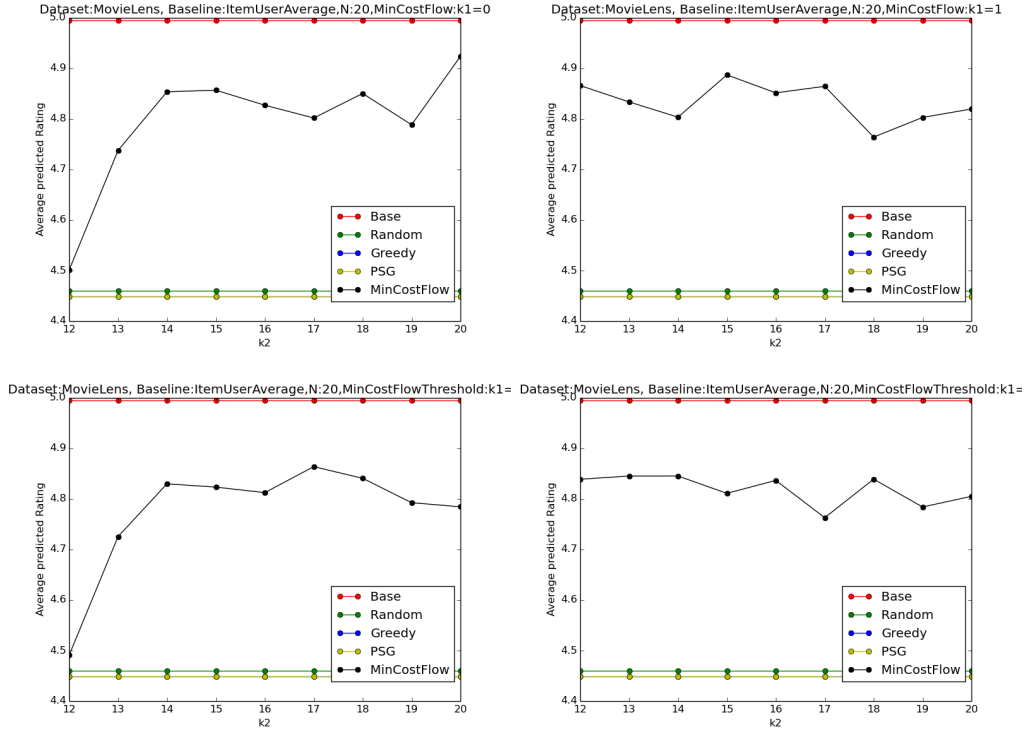 Dataset:MovieLens, Baseline:ItemUserAverage,N:20,MinCostFlow:k1=0
5.0
4.9
4.8
4.7
4.6
4.5
4.4
Average predicted Rating
Base
Random
Greedy
PSG
MinCostFlow
12 13 14 15 16 17 18 19 20
k2
Dataset:MovieLens, Baseline:ItemUserAverage,N:20,MinCostFlow:k1=1
5.0
4.9
4.8
4.7
4.6
4.5
4.4
Average predicted Rating
Base
Random
Greedy
PSG
MinCostFlow
12 13 14 15 16 17 18 19 20
k2
Dataset:MovieLens, Baseline:ItemUserAverage,N:20,MinCostFlowThreshold:k1=
5.0
4.9
4.8
4.7
4.6
4.5
4.4
Average predicted Rating
Base
Random
Greedy
PSG
MinCostFlow
12 13 14 15 16 17 18 19 20
k2
Dataset:MovieLens, Baseline:ItemUserAverage,N:20,MinCostFlowThreshold:k1=
5.0
4.9
4.8
4.7
4.6
4.5
4.4
Average predicted Rating
Base
Random
Greedy
PSG
MinCostFlow
12 13 14 15 16 17 18 19 20
k2